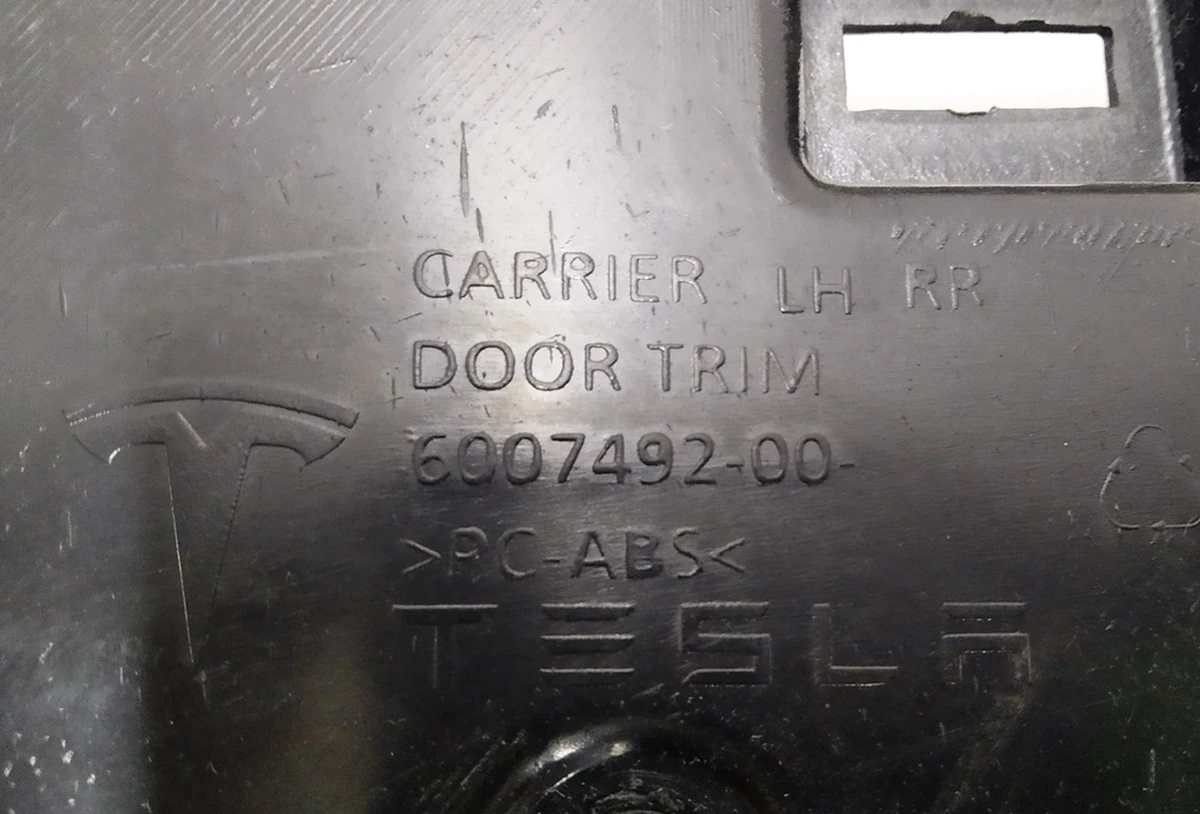 CARRIER LH RR
DOOR TRIM
6007492-00-
>PC-ABS<
TESLA